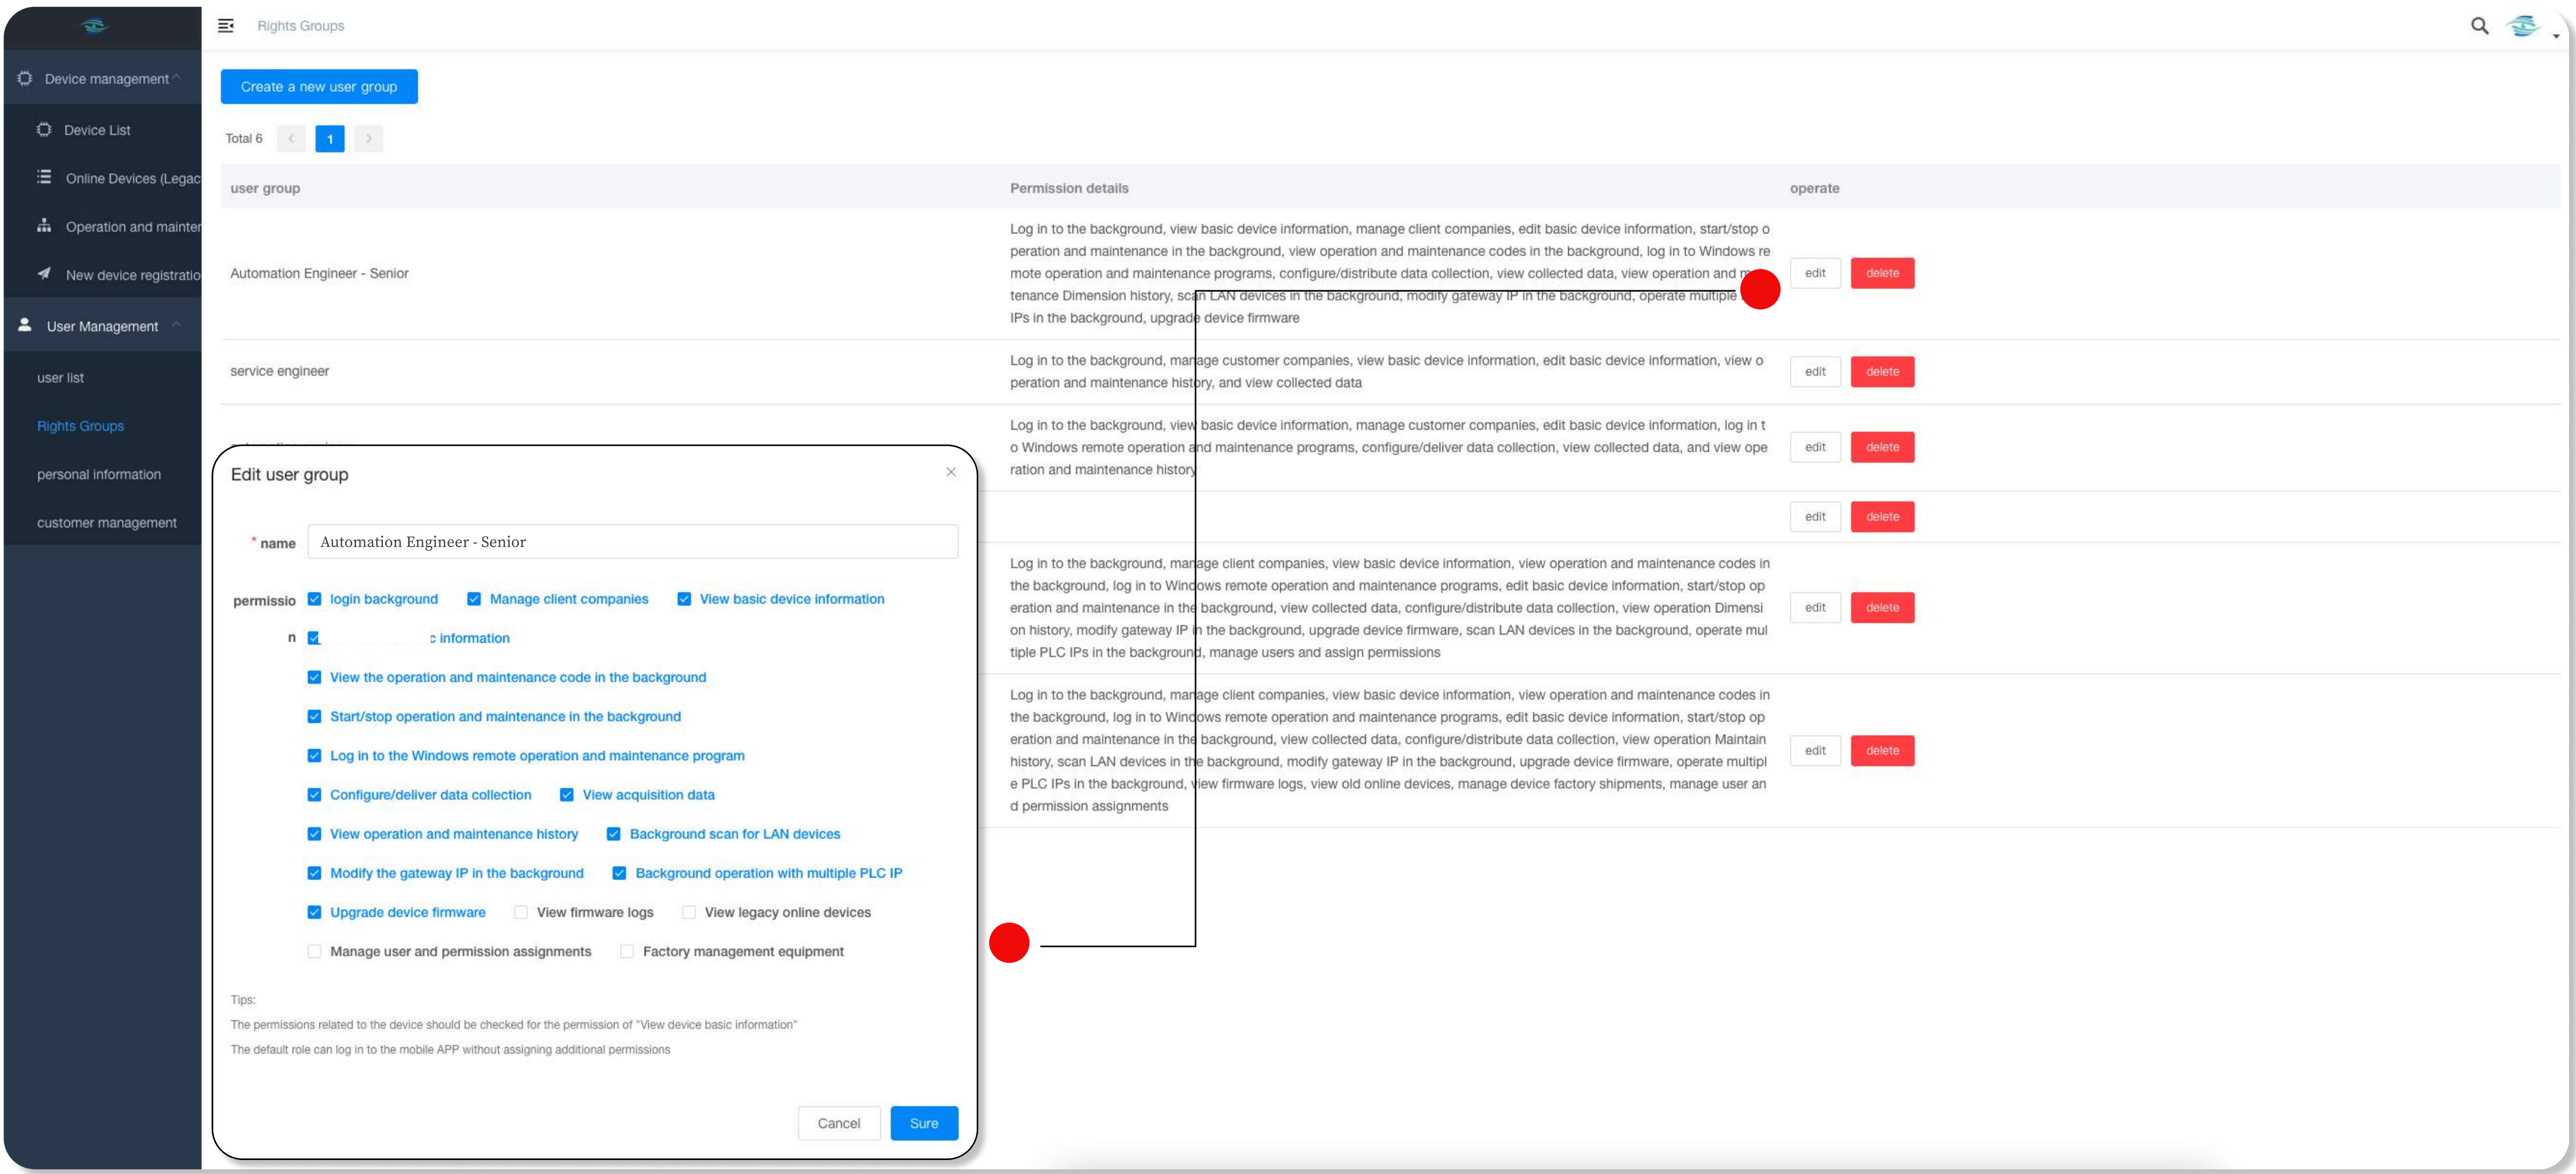 Rights Groups
Device management
Device List
Online Devices (Legac
Operation and mainter
New device registratio
User Management
user list
Rights Groups
personal information
customer management
Create a new user group
Total 6 < 1 >
user group Permission details operate
Automation Engineer - Senior
Log in to the background, view basic device information, manage client companies, edit basic device information, start/stop o
peration and maintenance in the background, view operation and maintenance codes in the background, log in to Windows re
mote operation and maintenance programs, configure/distribute data collection, view collected data, view operation and
tenance Dimension history, scan LAN devices in the background, modify gateway IP in the background, operate multiple
IPs in the background, upgrade device firmware
edit delete
service engineer
Log in to the background, manage customer companies, view basic device information, edit basic device information, view o
peration and maintenance history, and view collected data
edit delete
Log in to the background, view basic device information, manage customer companies, edit basic device information, log in t
o Windows remote operation and maintenance programs, configure/deliver data collection, view collected data, and view ope
ration and maintenance history
edit delete
edit delete
Log in to the background, manage client companies, view basic device information, view operation and maintenance codes in
the background, log in to Windows remote operation and maintenance programs, edit basic device information, start/stop op
eration and maintenance in the background, view collected data, configure/distribute data collection, view operation Dimensi
on history, modify gateway IP in the background, upgrade device firmware, scan LAN devices in the background, operate mul
tiple PLC IPs in the background, manage users and assign permissions
edit delete
Log in to the background, manage client companies, view basic device information, view operation and maintenance codes in
the background, log in to Windows remote operation and maintenance programs, edit basic device information, start/stop op
eration and maintenance in the background, view collected data, configure/distribute data collection, view operation Maintain
history, scan LAN devices in the background, modify gateway IP in the background, upgrade device firmware, operate multipl
e PLC IPs in the background, view firmware logs, view old online devices, manage device factory shipments, manage user an
d permission assignments
edit delete
Edit user group
* name Automation Engineer - Senior
permissio login background Manage client companies View basic device information
n c information
View the operation and maintenance code in the background
Start/stop operation and maintenance in the background
Log in to the Windows remote operation and maintenance program
Configure/deliver data collection View acquisition data
View operation and maintenance history Background scan for LAN devices
Modify the gateway IP in the background Background operation with multiple PLC IP
Upgrade device firmware View firmware logs View legacy online devices
Manage user and permission assignments Factory management equipment
Tips:
The permissions related to the device should be checked for the permission of "View device basic information"
The default role can log in to the mobile APP without assigning additional permissions
Cancel Sure